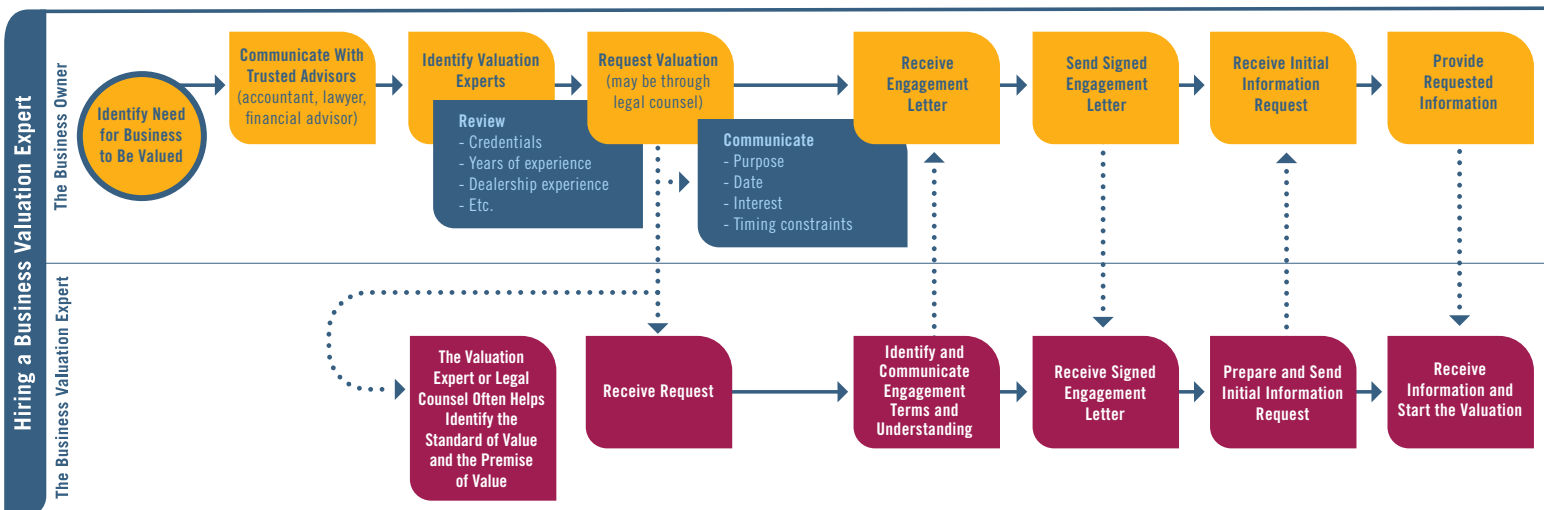 Hiring a Business Valuation Expert
The Business Owner
Identify Need
for Business
to Be Valued
Communicate With
Trusted Advisors
(accountant, lawyer,
financial advisor)
Identify Valuation
Experts
Review
- Credentials
- Years of experience
- Dealership experience
- Etc.
Request Valuation
(may be through
legal counsel)
Communicate
- Purpose
- Date
- Interest
- Timing constraints
Receive
Engagement
Letter
Send Signed
Engagement
Letter
Receive Initial
Information
Request
Provide
Requested
Information
The Business Valuation Expert
The Valuation
Expert or Legal
Counsel Often Helps
Identify the
Standard of Value
and the Premise
of Value
Receive Request
Identify and
Communicate
Engagement
Terms and
Understanding
Receive Signed
Engagement
Letter
Prepare and Send
Initial Information
Request
Receive
Information and
Start the Valuation